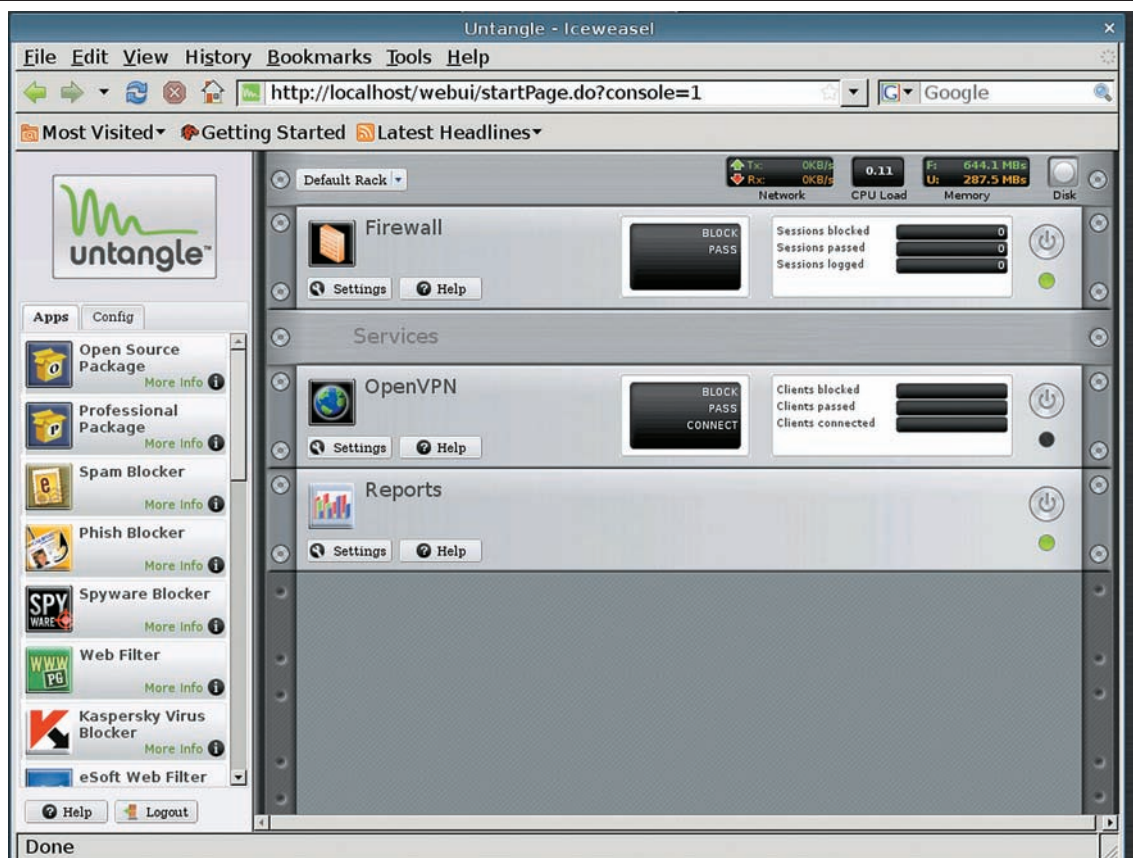 Untangle - Iceweasel
File Edit View History Bookmarks Tools Help
http://localhost/webui/startPage.do?console=1
G
Google
Most Visited
Getting Started
Latest Headlines
untangle™
Apps
Config
O
Open Source
Package
More Info
P
Professional
Package
More Info
e
Spam Blocker
More Info
Phish Blocker
More Info
SPY
WARE
Spyware Blocker
More Info
WWW
PG
Web Filter
More Info
K
Kaspersky Virus
Blocker
More Info
eSoft Web Filter
Help
Logout
Default Rack
Tx: 0KB/s
Rx: 0KB/s
Network
0.11
CPU Load
F: 644.1 MBs
U: 287.5 MBs
Memory
Disk
Firewall
Settings
Help
BLOCK
PASS
Sessions blocked 0
Sessions passed 0
Sessions logged 0
Services
OpenVPN
Settings
Help
BLOCK
PASS
CONNECT
Clients blocked
Clients passed
Clients connected
Reports
Settings
Help
Done